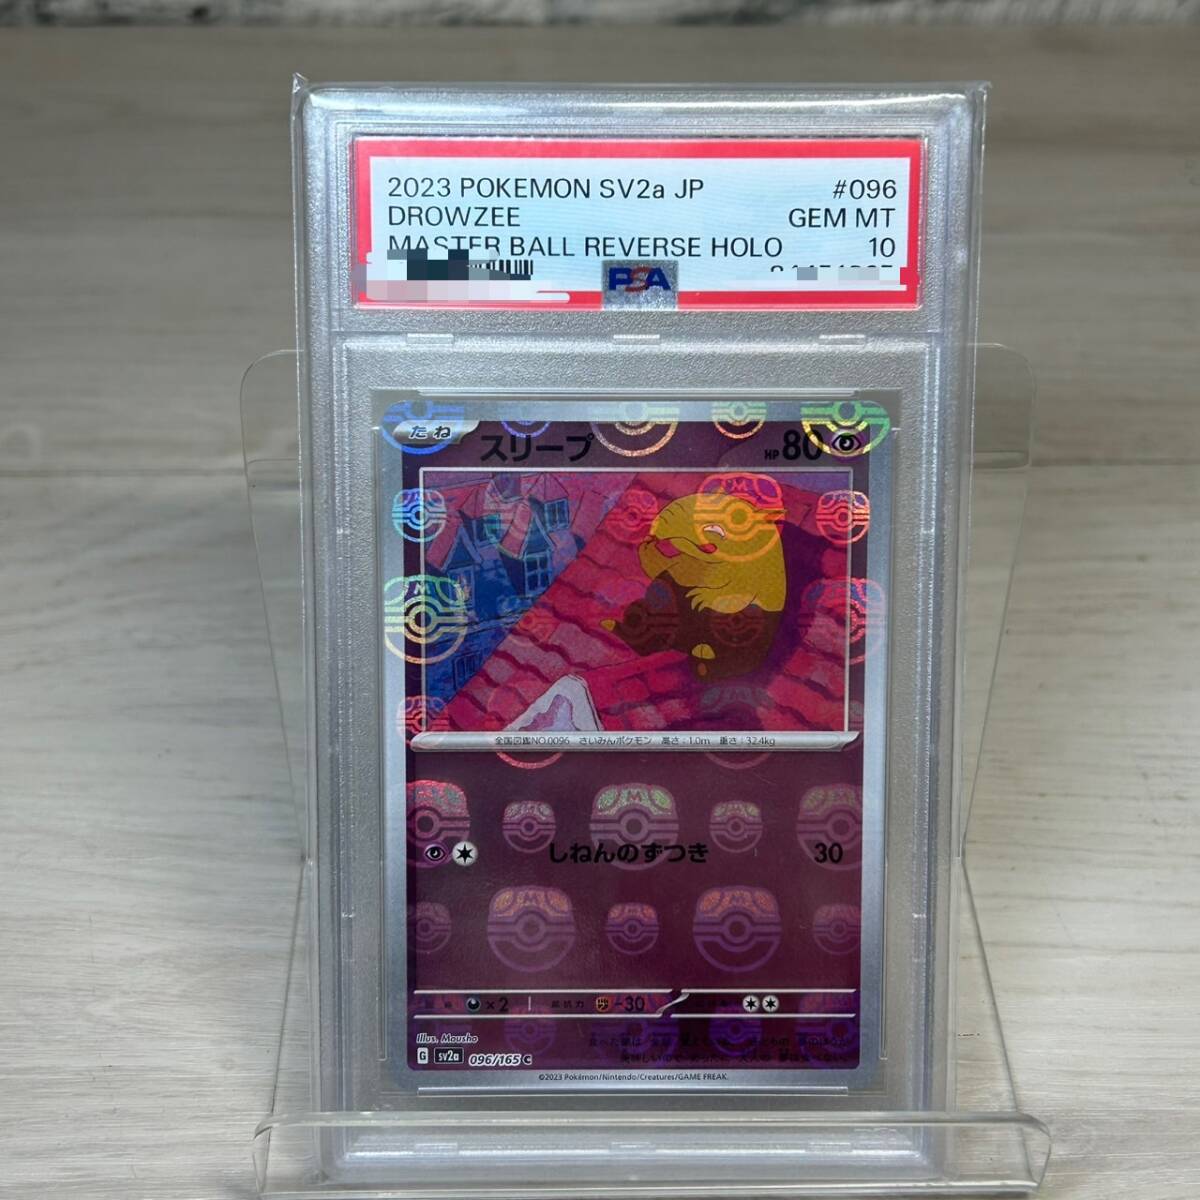 2023 POKEMON SV2a JP #096
DROWZEE GEM MT
MASTER BALL REVERSE HOLO 10
PSA
たね スリープ HP 80
全国図鑑NO.0096 さいみんポケモン 高さ:1.0m 重さ:32.4kg
しねんのずつき 30
×2 抵抗力 -30
Illus. Mousho
G sv2a 096/165 C
©2023 Pokémon/Nintendo/Creatures/GAME FREAK.